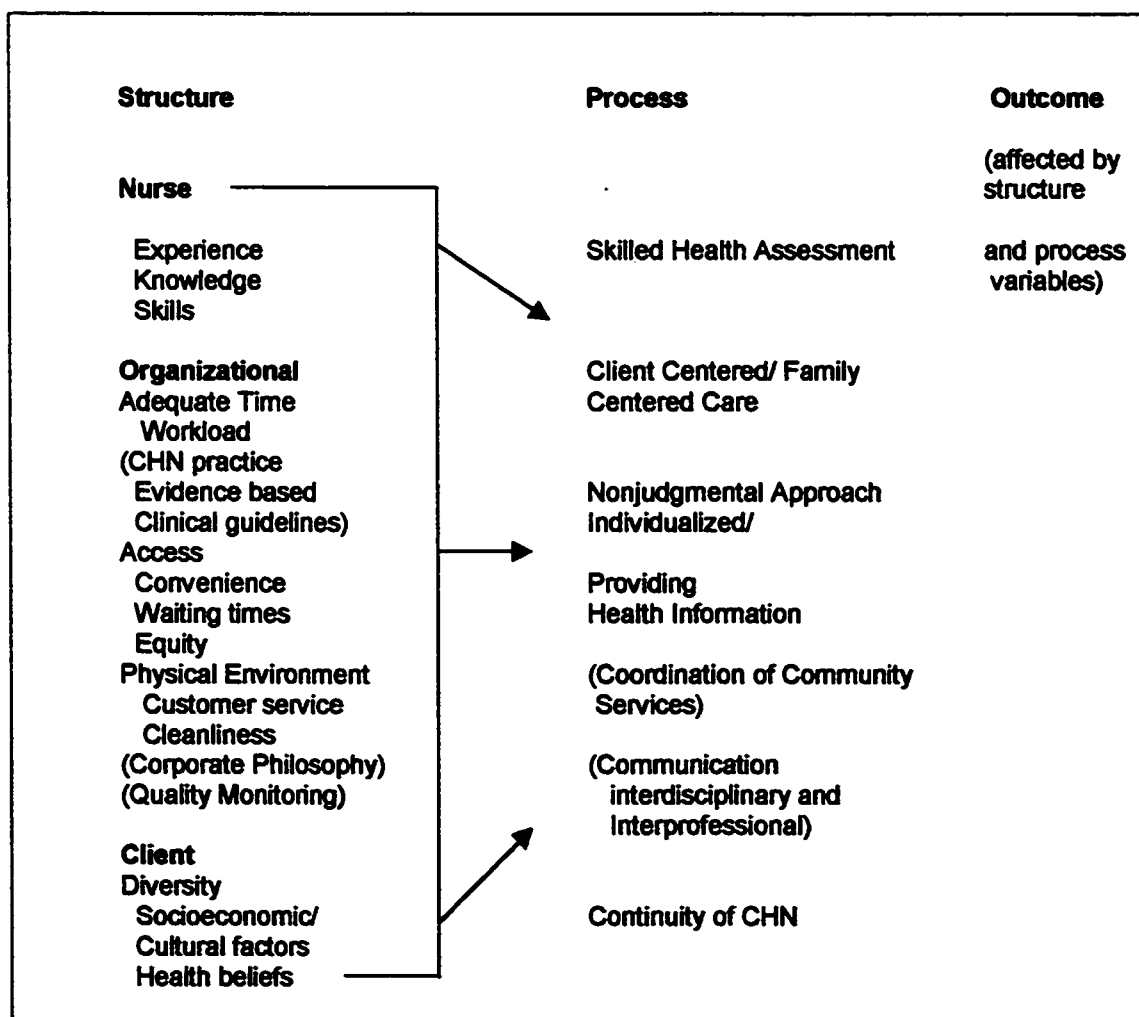 Structure
Process
Outcome
(affected by
structure
and process
variables)
Nurse
Experience
Knowledge
Skills
Organizational
Adequate Time
Workload
(CHN practice
Evidence based
Clinical guidelines)
Access
Convenience
Waiting times
Equity
Physical Environment
Customer service
Cleanliness
(Corporate Philosophy)
(Quality Monitoring)
Client
Diversity
Socioeconomic/
Cultural factors
Health beliefs
Skilled Health Assessment
Client Centered/ Family
Centered Care
Nonjudgmental Approach
Individualized/
Providing
Health Information
(Coordination of Community
Services)
(Communication
interdisciplinary and
Interprofessional)
Continuity of CHN